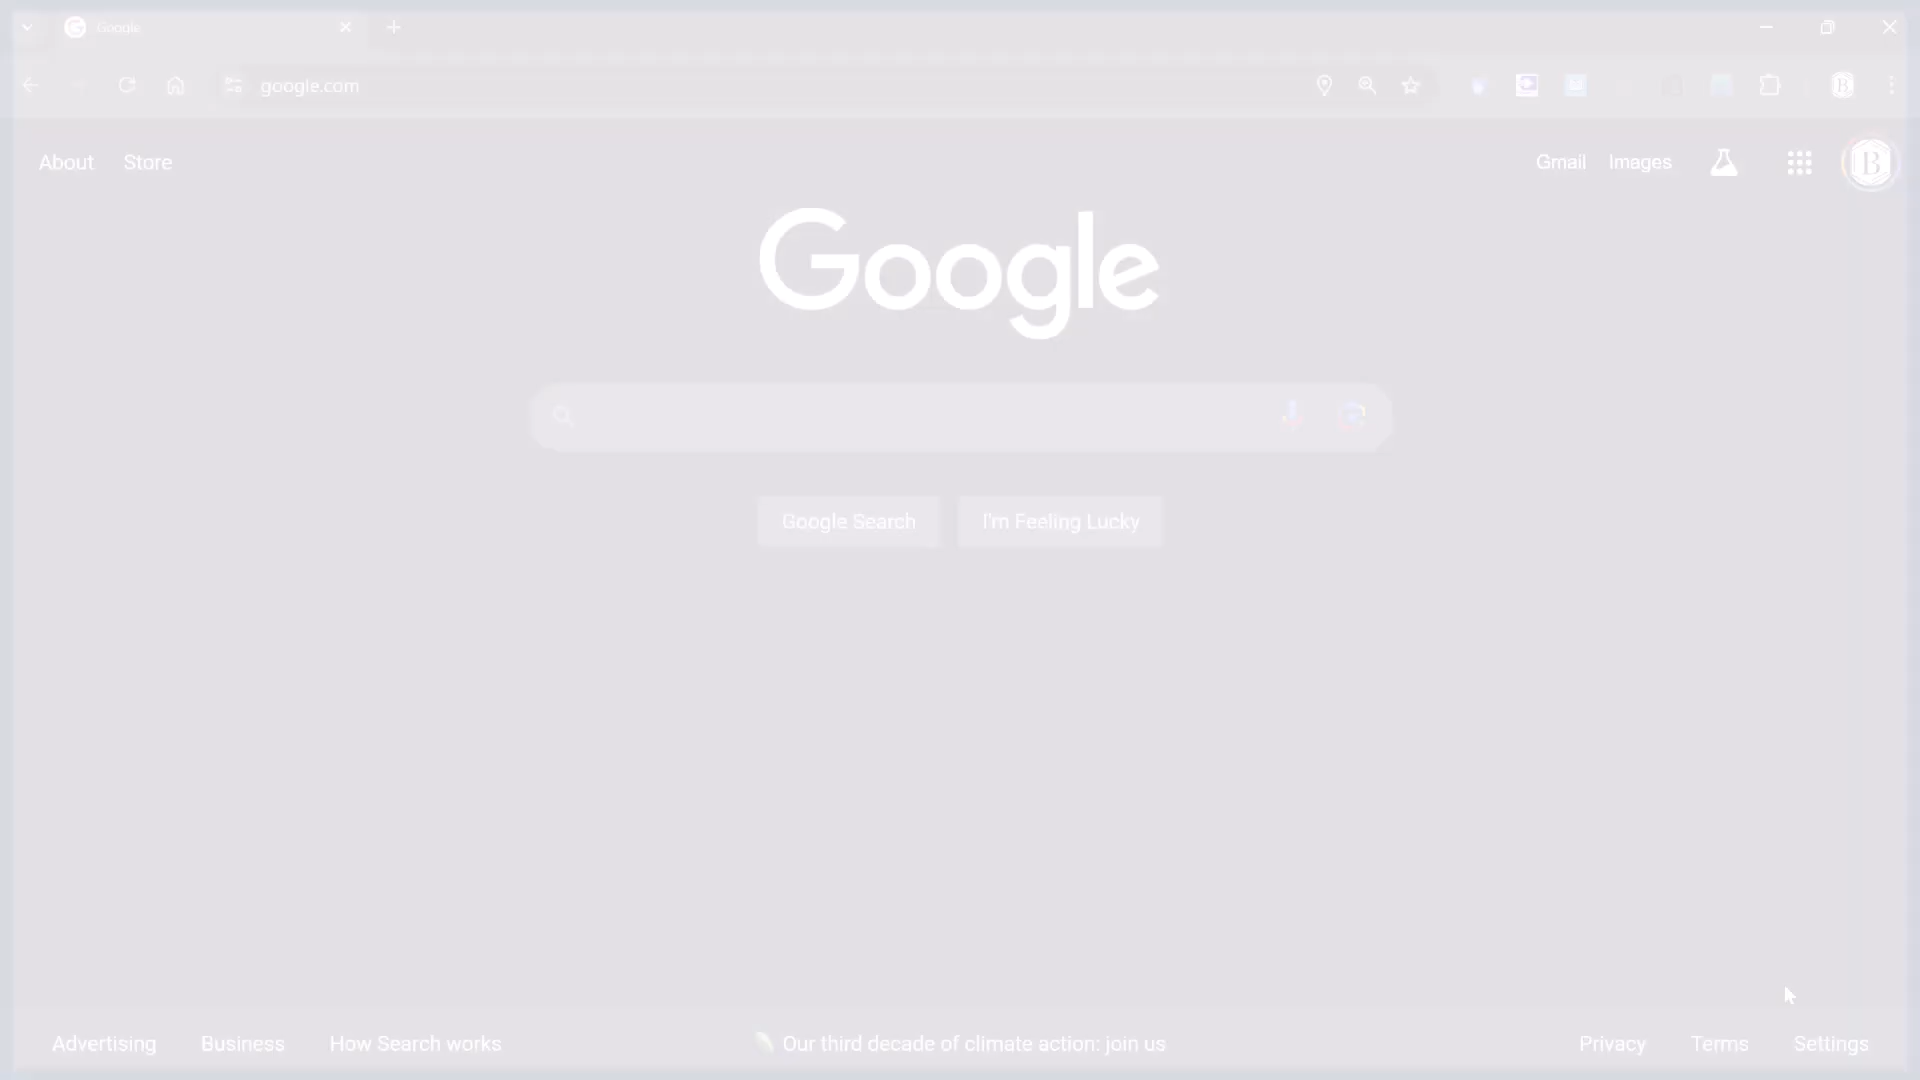 Google
google.com
About Store
Gmail Images
B
Google
Google Search I'm Feeling Lucky
Advertising Business How Search works
Our third decade of climate action: join us
Privacy Terms Settings